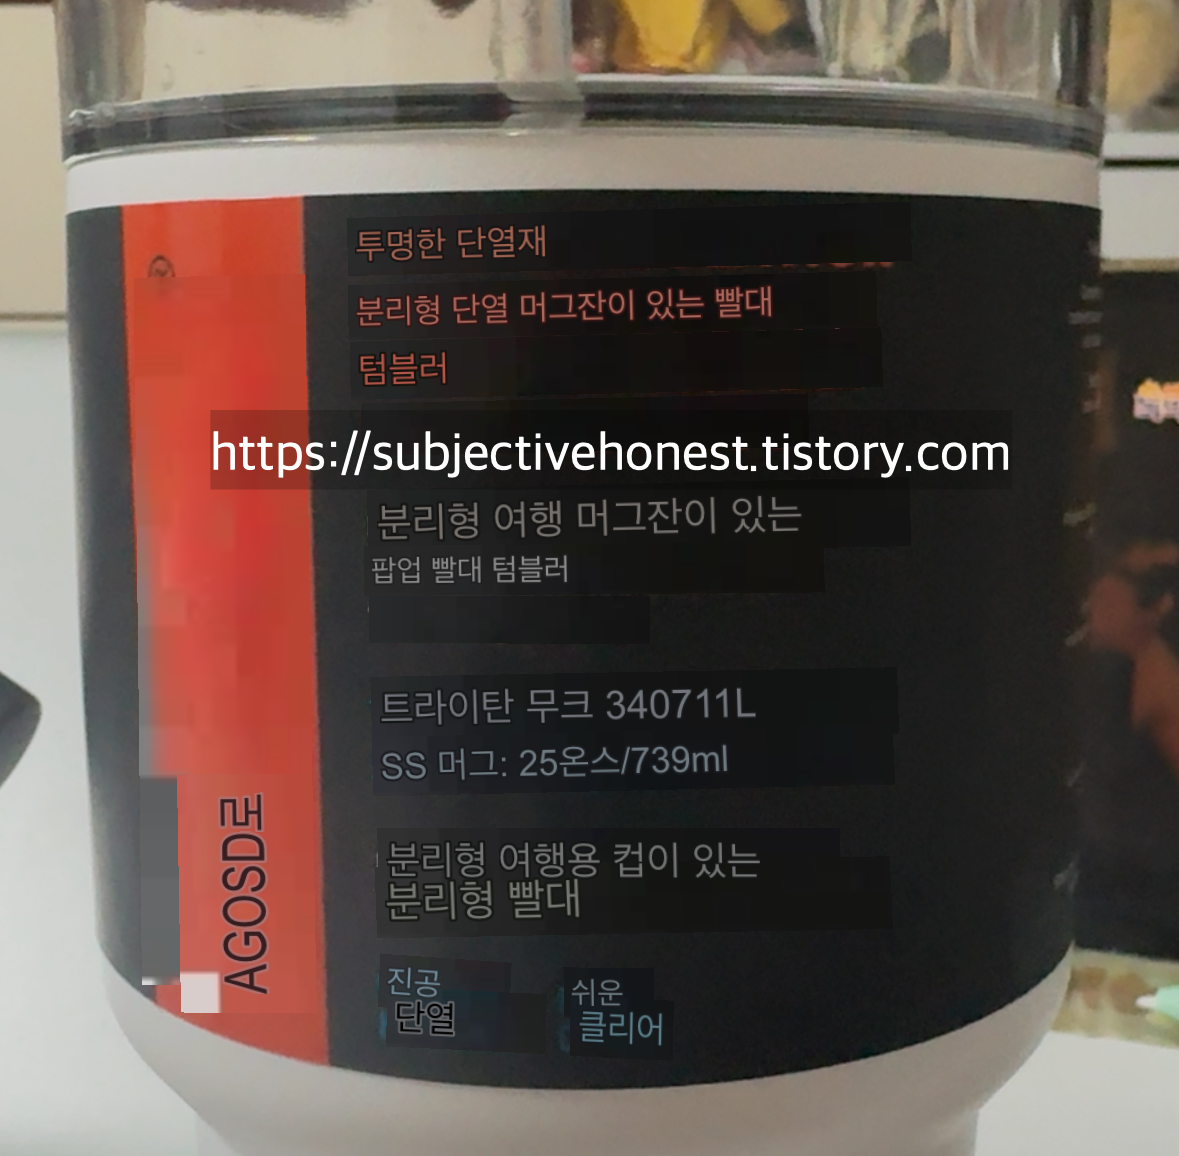 투명한 단열재
분리형 단열 머그잔이 있는 빨대
텀블러
https://subjectivehonest.tistory.com
분리형 여행 머그잔이 있는
팝업 빨대 텀블러
트라이탄 무크 340711L
SS 머그: 25온스/739ml
분리형 여행용 컵이 있는
분리형 빨대
진공
단열
쉬운
클리어
AGOSD로